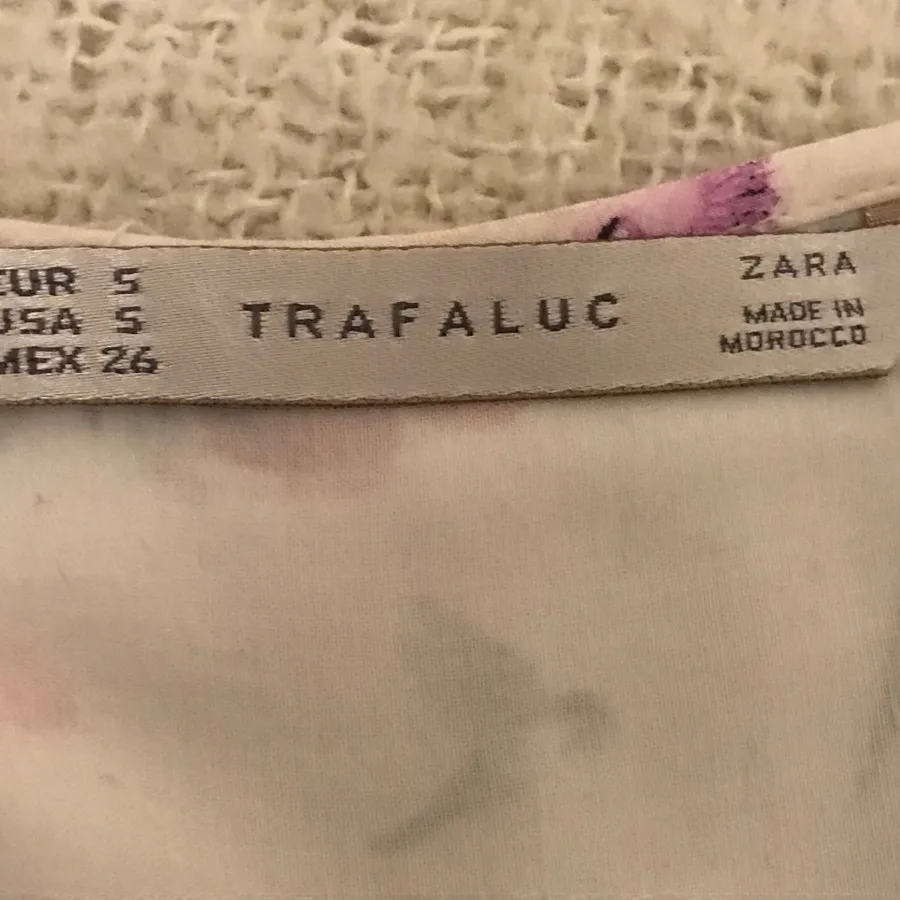 EUR S
USA S
MEX 26
TRAFALUC
ZARA
MADE IN
MOROCCO